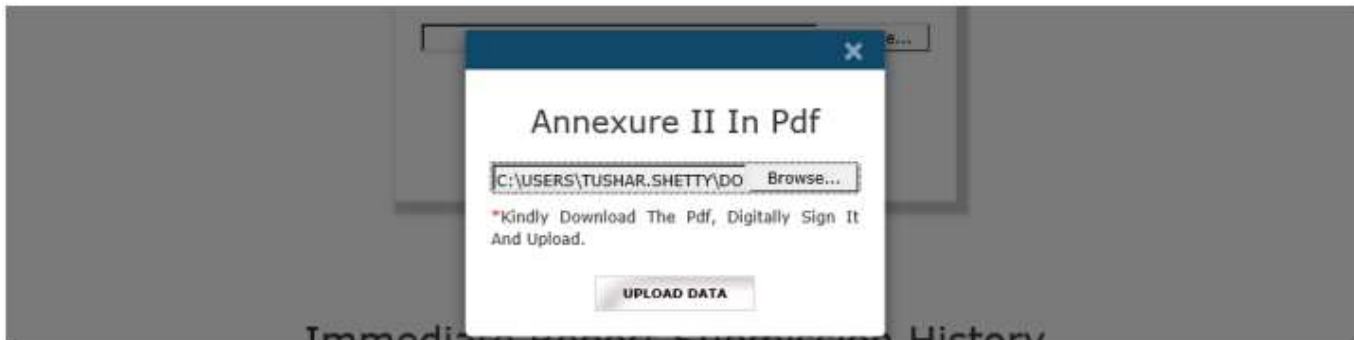 Annexure II In Pdf
C:\USERS\TUSHAR.SHETTY\DO Browse...
*Kindly Download The Pdf, Digitally Sign It
And Upload.
UPLOAD DATA
History